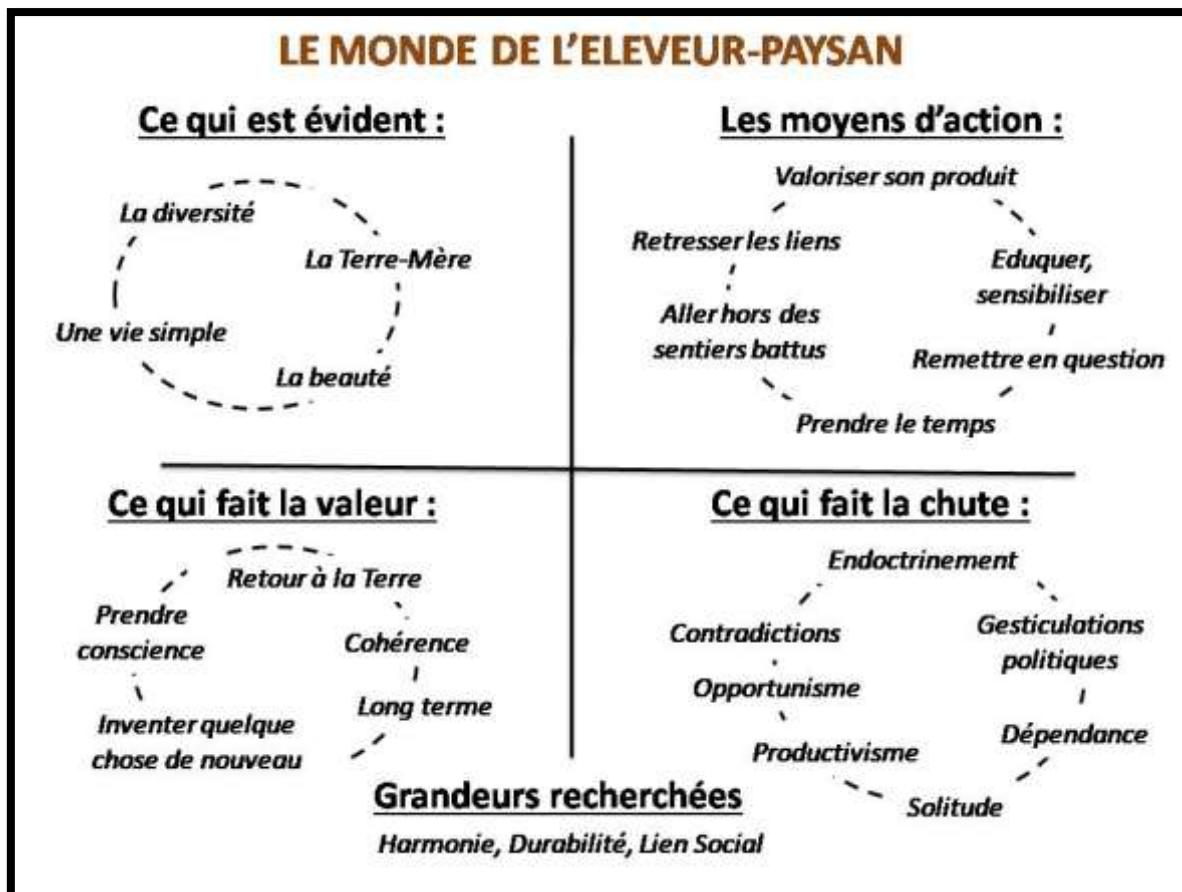 LE MONDE DE L'ELEVEUR-PAYSAN
Ce qui est évident :
La diversité
La Terre-Mère
Une vie simple
La beauté
Les moyens d'action :
Valoriser son produit
Retresser les liens
Eduquer,
sensibiliser
Aller hors des
sentiers battus
Remettre en question
Prendre le temps
Ce qui fait la valeur :
Retour à la Terre
Prendre
conscience
Cohérence
Long terme
Inventer quelque
chose de nouveau
Ce qui fait la chute :
Endoctrinement
Contradictions
Gesticulations
politiques
Opportunisme
Dépendance
Productivisme
Solitude
Grandeurs recherchées
Harmonie, Durabilité, Lien Social